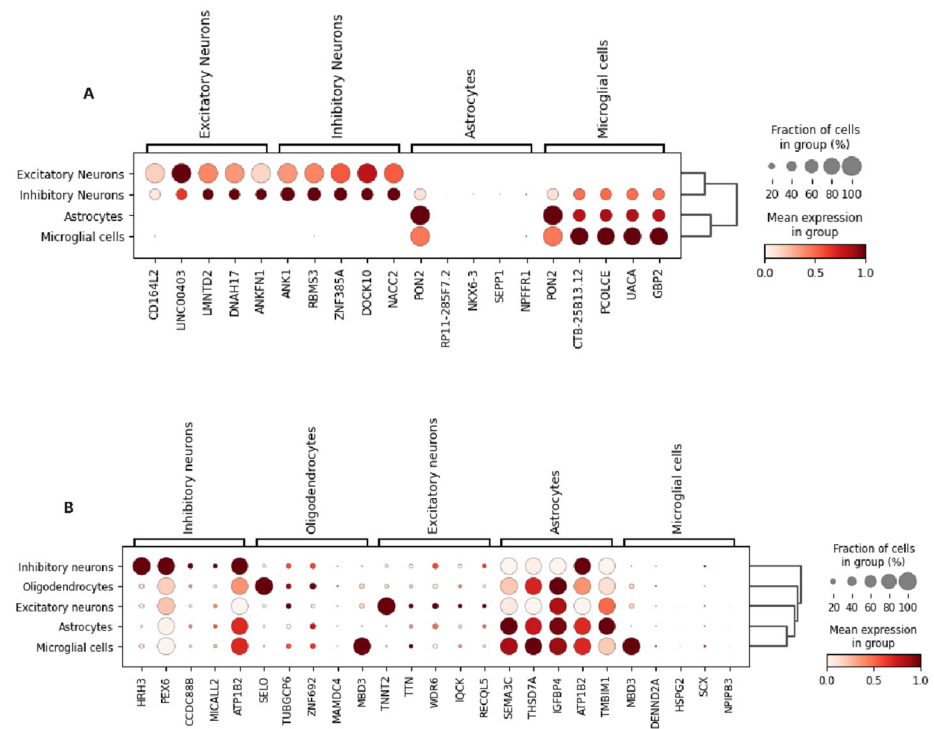 A
Excitatory Neurons
Inhibitory Neurons
Astrocytes
Microglial cells
Excitatory Neurons
Inhibitory Neurons
Astrocytes
Microglial cells
CD164L2
LINC00403
LMNTD2
DNAH17
ANKFN1
ANK1
RBMS3
ZNF385A
DOCK10
NACC2
PON2
RP11-285F7.2
NKX6-3
SEPP1
NPFFR1
PON2
CTB-25B13.12
PCOLCE
UACA
GBP2
Fraction of cells
in group (%)
20 40 60 80 100
Mean expression
in group
0.0 0.5 1.0
B
Inhibitory neurons
Oligodendrocytes
Excitatory neurons
Astrocytes
Microglial cells
Inhibitory neurons
Oligodendrocytes
Excitatory neurons
Astrocytes
Microglial cells
HRH3
PEX6
CCDC88B
MICALL2
ATP1B2
SELO
TUBGCP6
ZNF692
MAMDC4
MBD3
TNNT2
TTN
WDR6
IQCK
RECQL5
SEMA3C
THSD7A
IGFBP4
ATP1B2
TMBIM1
MBD3
DENND2A
HSPG2
SCX
NPIPB3
Fraction of cells
in group (%)
20 40 60 80 100
Mean expression
in group
0.0 0.5 1.0